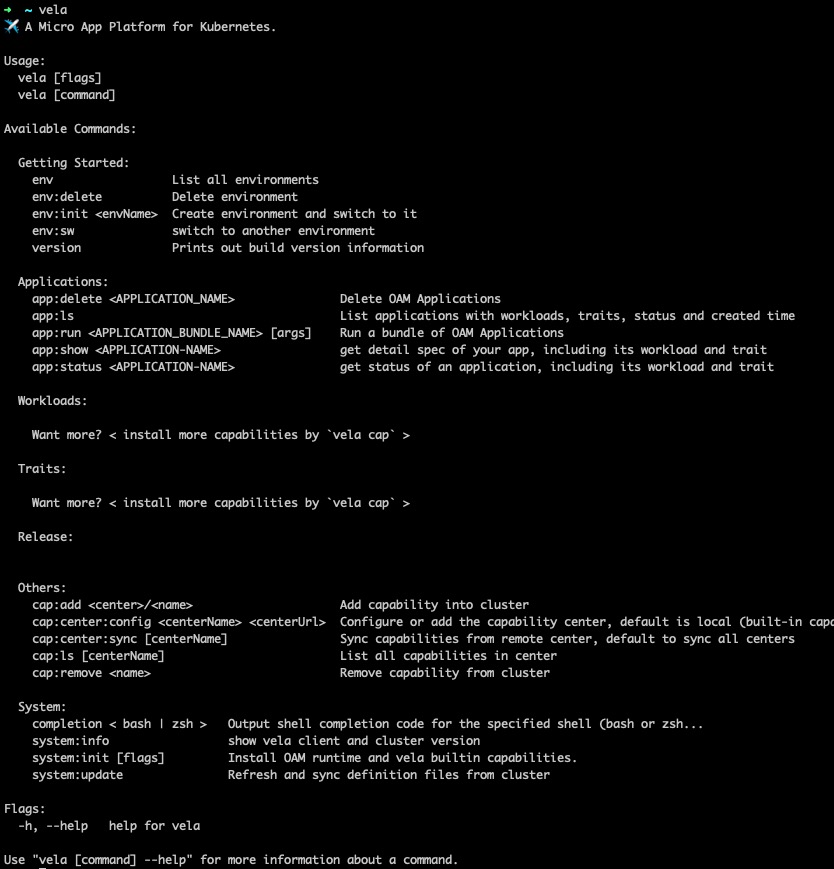 ➜ ~ vela
✈️ A Micro App Platform for Kubernetes.

Usage:
  vela [flags]
  vela [command]

Available Commands:

  Getting Started:
    env                 List all environments
    env:delete          Delete environment
    env:init <envName>  Create environment and switch to it
    env:sw              switch to another environment
    version             Prints out build version information

  Applications:
    app:delete <APPLICATION_NAME>               Delete OAM Applications
    app:ls                                      List applications with workloads, traits, status and created time
    app:run <APPLICATION_BUNDLE_NAME> [args]    Run a bundle of OAM Applications
    app:show <APPLICATION-NAME>                 get detail spec of your app, including its workload and trait
    app:status <APPLICATION-NAME>               get status of an application, including its workload and trait

  Workloads:

    Want more? < install more capabilities by `vela cap` >

  Traits:

    Want more? < install more capabilities by `vela cap` >

  Release:


  Others:
    cap:add <center>/<name>                     Add capability into cluster
    cap:center:config <centerName> <centerUrl>  Configure or add the capability center, default is local (built-in capa
    cap:center:sync [centerName]                Sync capabilities from remote center, default to sync all centers
    cap:ls [centerName]                         List all capabilities in center
    cap:remove <name>                           Remove capability from cluster

  System:
    completion < bash | zsh >   Output shell completion code for the specified shell (bash or zsh...
    system:info                 show vela client and cluster version
    system:init [flags]         Install OAM runtime and vela builtin capabilities.
    system:update               Refresh and sync definition files from cluster

Flags:
  -h, --help   help for vela

Use "vela [command] --help" for more information about a command.